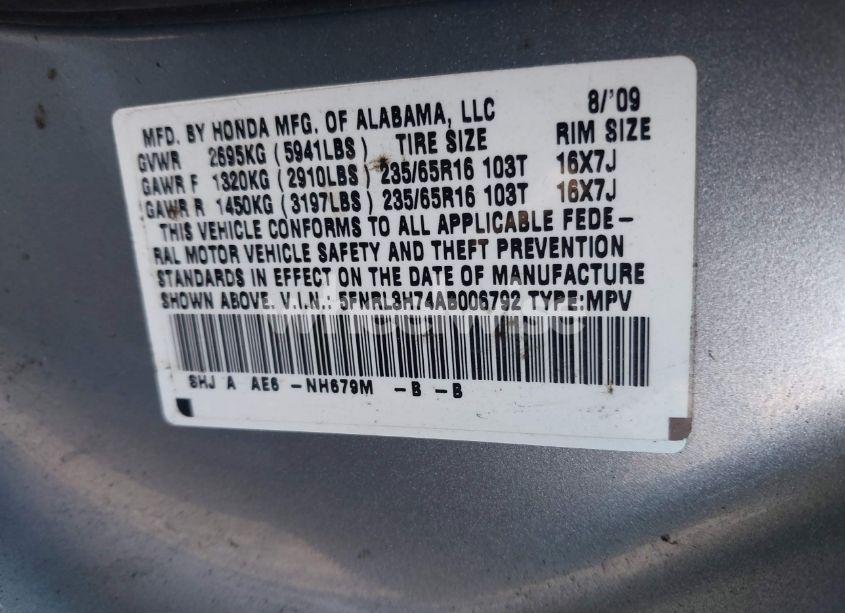 MFD. BY HONDA MFG. OF ALABAMA, LLC 8/'09
GVWR 2695KG (5941LBS) TIRE SIZE RIM SIZE
GAWR F 1320KG (2910LBS) 235/65R16 103T 16X7J
GAWR R 1450KG (3197LBS) 235/65R16 103T 16X7J
THIS VEHICLE CONFORMS TO ALL APPLICABLE FEDE-
RAL MOTOR VEHICLE SAFETY AND THEFT PREVENTION
STANDARDS IN EFFECT ON THE DATE OF MANUFACTURE
SHOWN ABOVE. V.I.N.: 5FNRL3H74AB006792 TYPE:MPV
SHJ A AE6 -NH679M -B -B